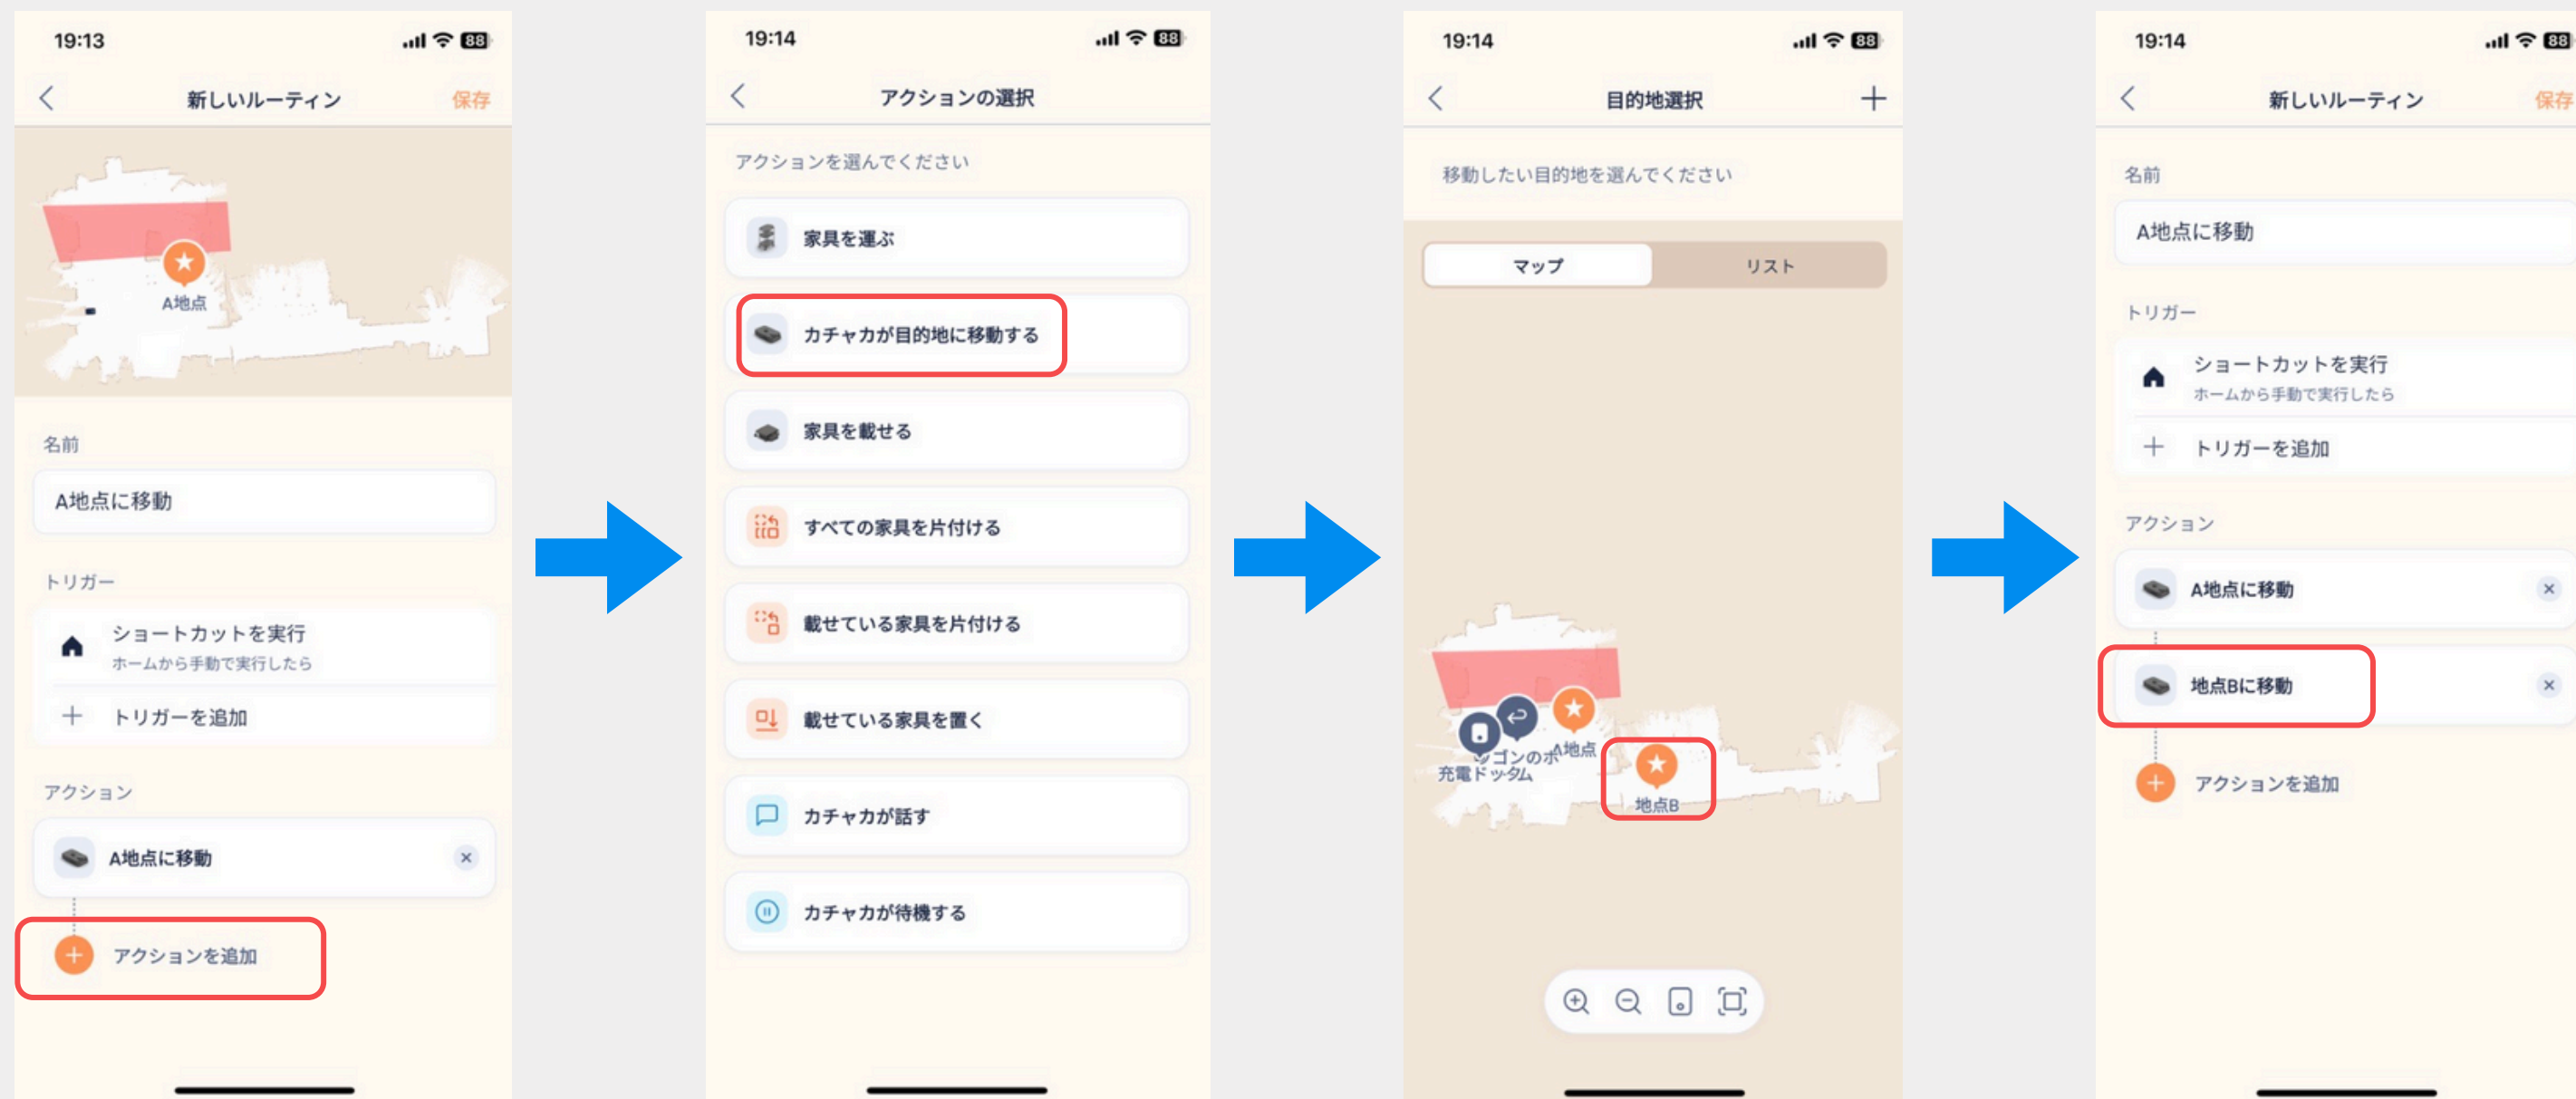 19:13
88
新しいルーティン
保存
A地点
名前
A地点に移動
トリガー
ショートカットを実行
ホームから手動で実行したら
トリガーを追加
アクション
A地点に移動
アクションを追加
19:14
88
アクションの選択
アクションを選んでください
家具を運ぶ
カチャカが目的地に移動する
家具を載せる
すべての家具を片付ける
載せている家具を片付ける
載せている家具を置く
カチャカが話す
カチャカが待機する
19:14
88
目的地選択
移動したい目的地を選んでください
マップ
リスト
A地点
ゴンのホ
充電ドッ
タム
地点B
19:14
88
新しいルーティン
保存
名前
A地点に移動
トリガー
ショートカットを実行
ホームから手動で実行したら
トリガーを追加
アクション
A地点に移動
地点Bに移動
アクションを追加